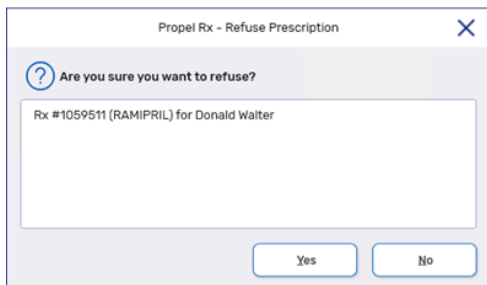 Propel Rx - Refuse Prescription
Are you sure you want to refuse?
Rx #1059511 (RAMIPRIL) for Donald Walter
Yes No